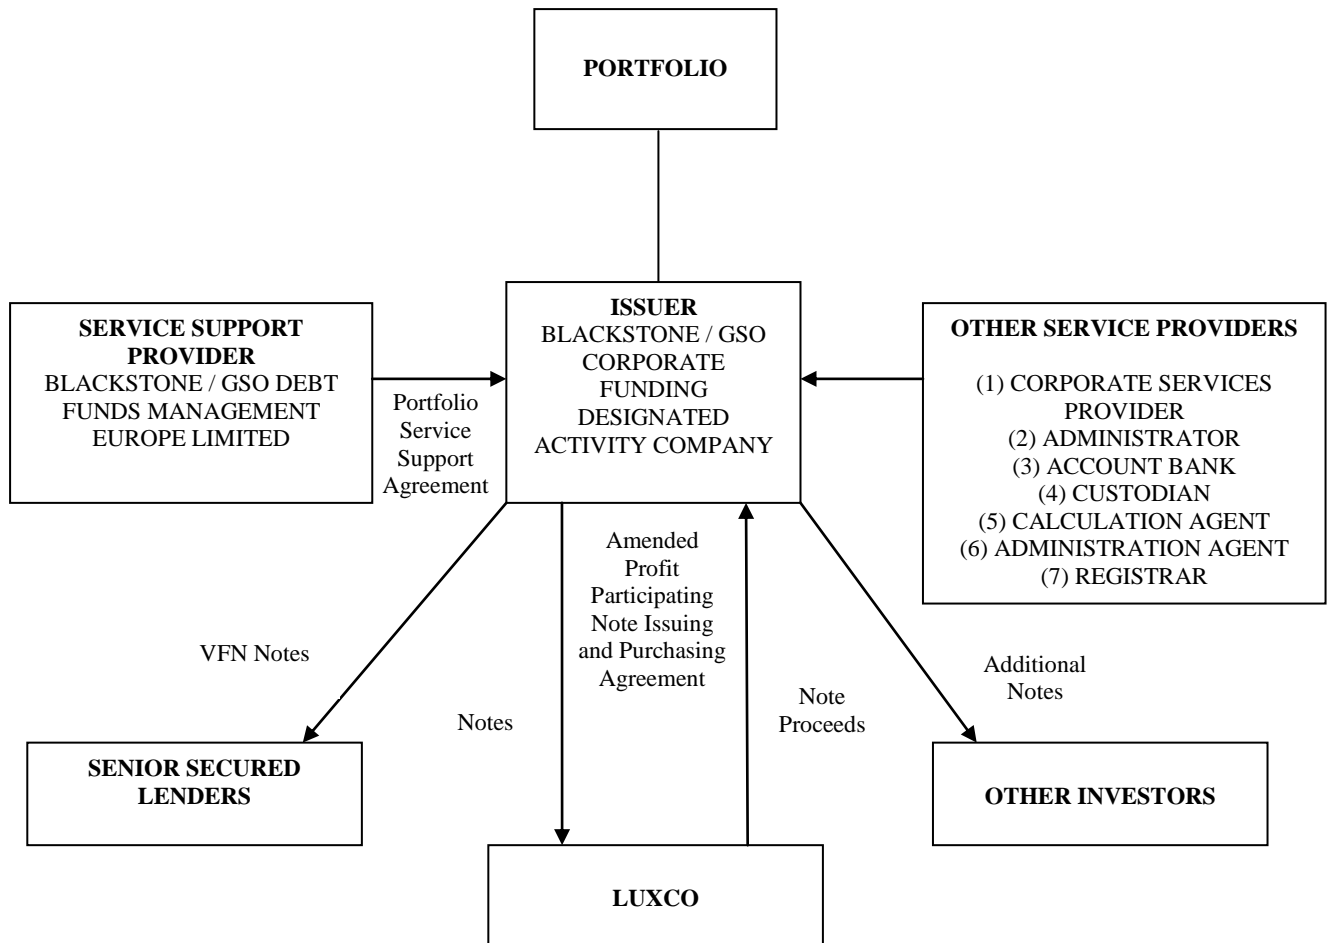 PORTFOLIO
SERVICE SUPPORT
PROVIDER
BLACKSTONE / GSO DEBT
FUNDS MANAGEMENT
EUROPE LIMITED
Portfolio
Service
Support
Agreement
ISSUER
BLACKSTONE / GSO
CORPORATE
FUNDING
DESIGNATED
ACTIVITY COMPANY
OTHER SERVICE PROVIDERS
(1) CORPORATE SERVICES
PROVIDER
(2) ADMINISTRATOR
(3) ACCOUNT BANK
(4) CUSTODIAN
(5) CALCULATION AGENT
(6) ADMINISTRATION AGENT
(7) REGISTRAR
VFN Notes
Notes
Amended
Profit
Participating
Note Issuing
and Purchasing
Agreement
Note
Proceeds
Additional
Notes
SENIOR SECURED
LENDERS
LUXCO
OTHER INVESTORS